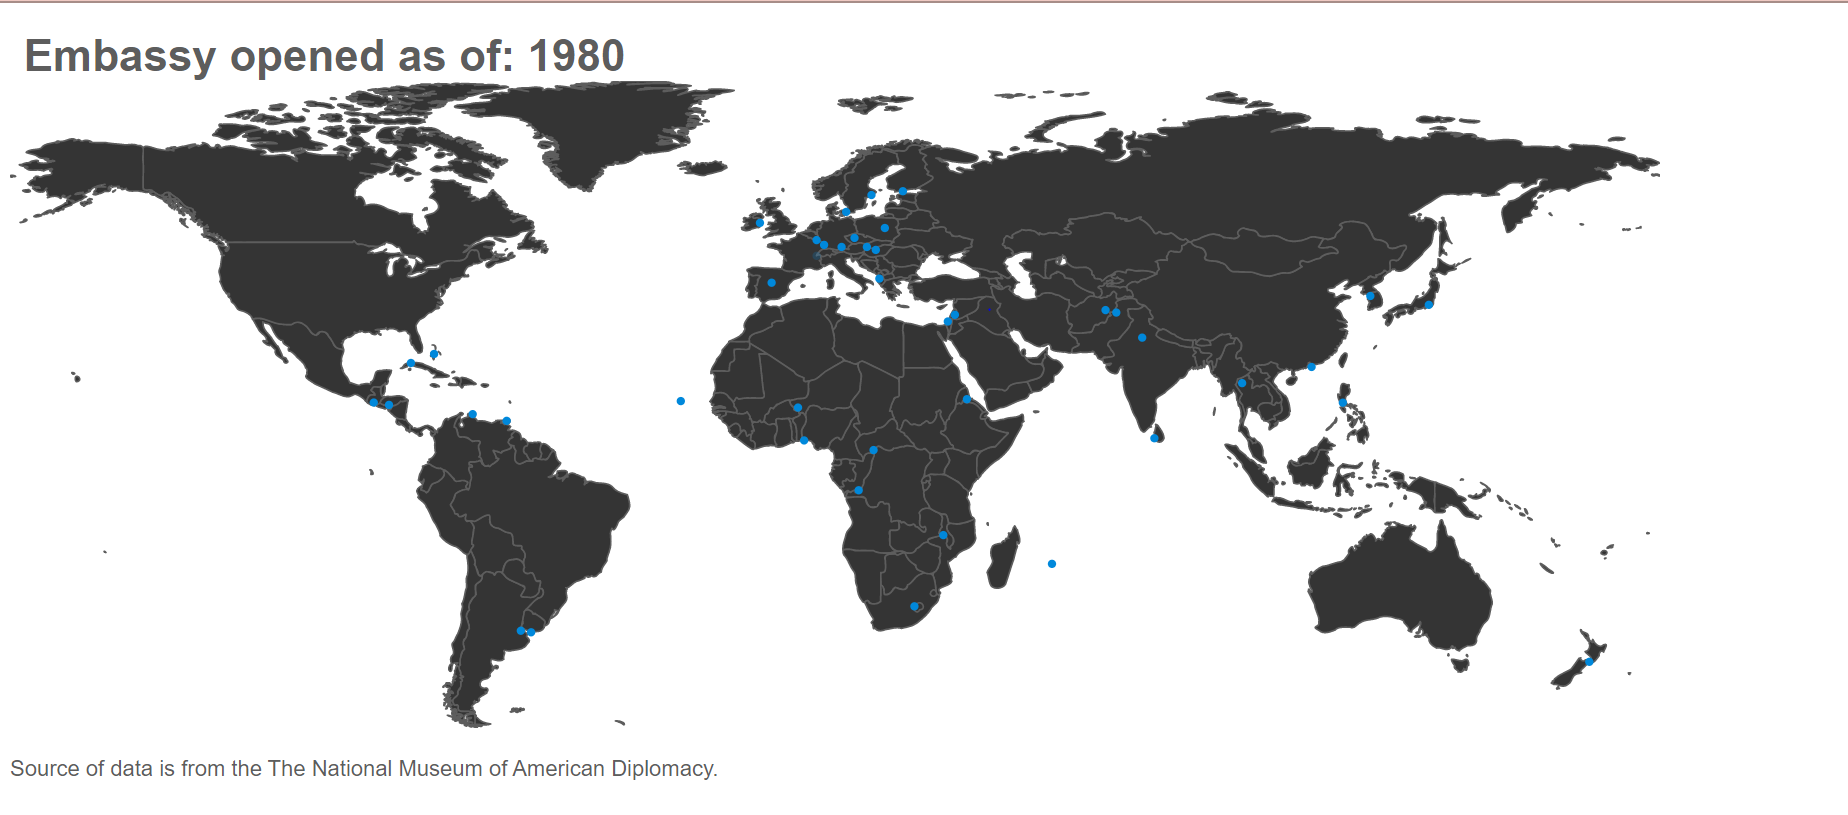 Embassy opened as of: 1980
Source of data is from the The National Museum of American Diplomacy.